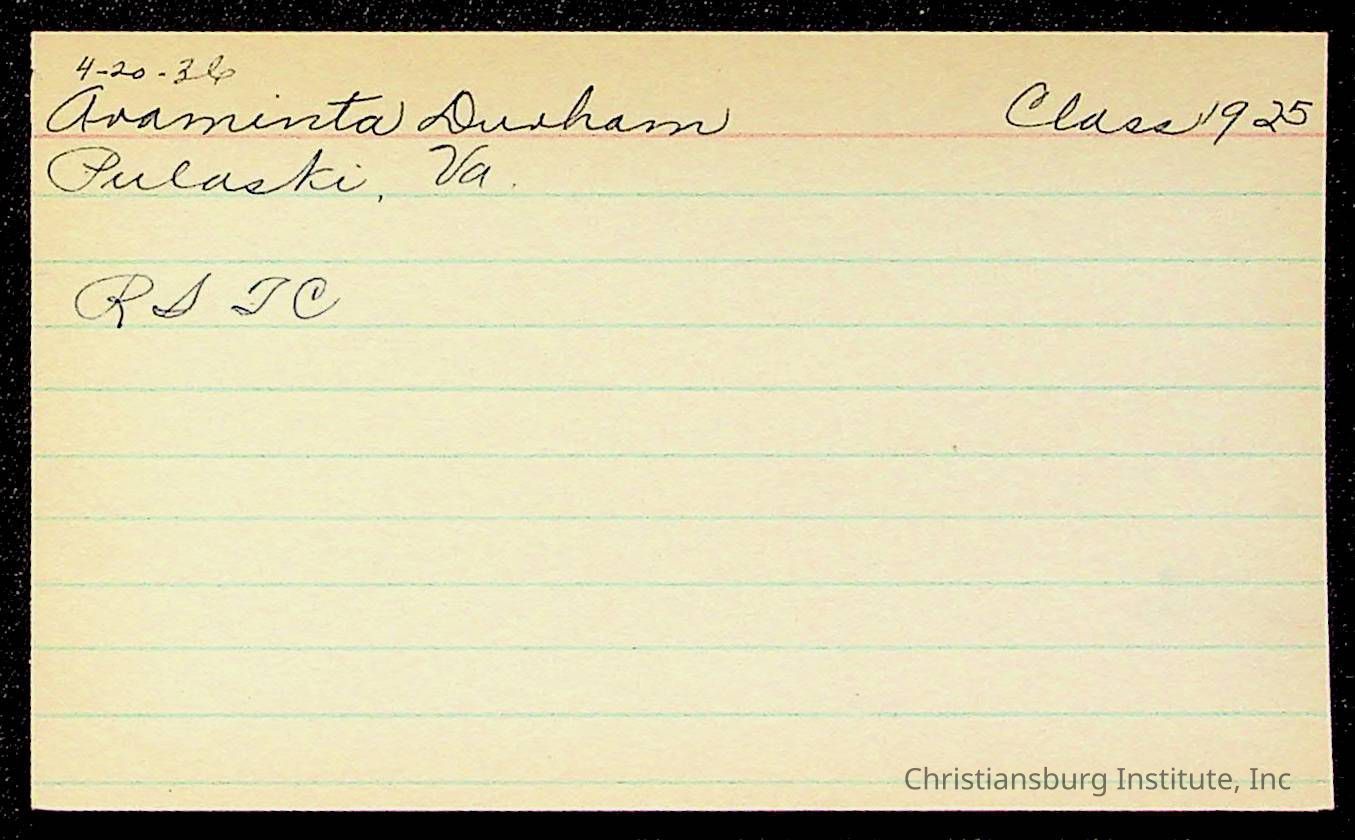 4-20-36
Araminta Durham Class 1925
Pulaski, Va.
RSTC
Christiansburg Institute, Inc